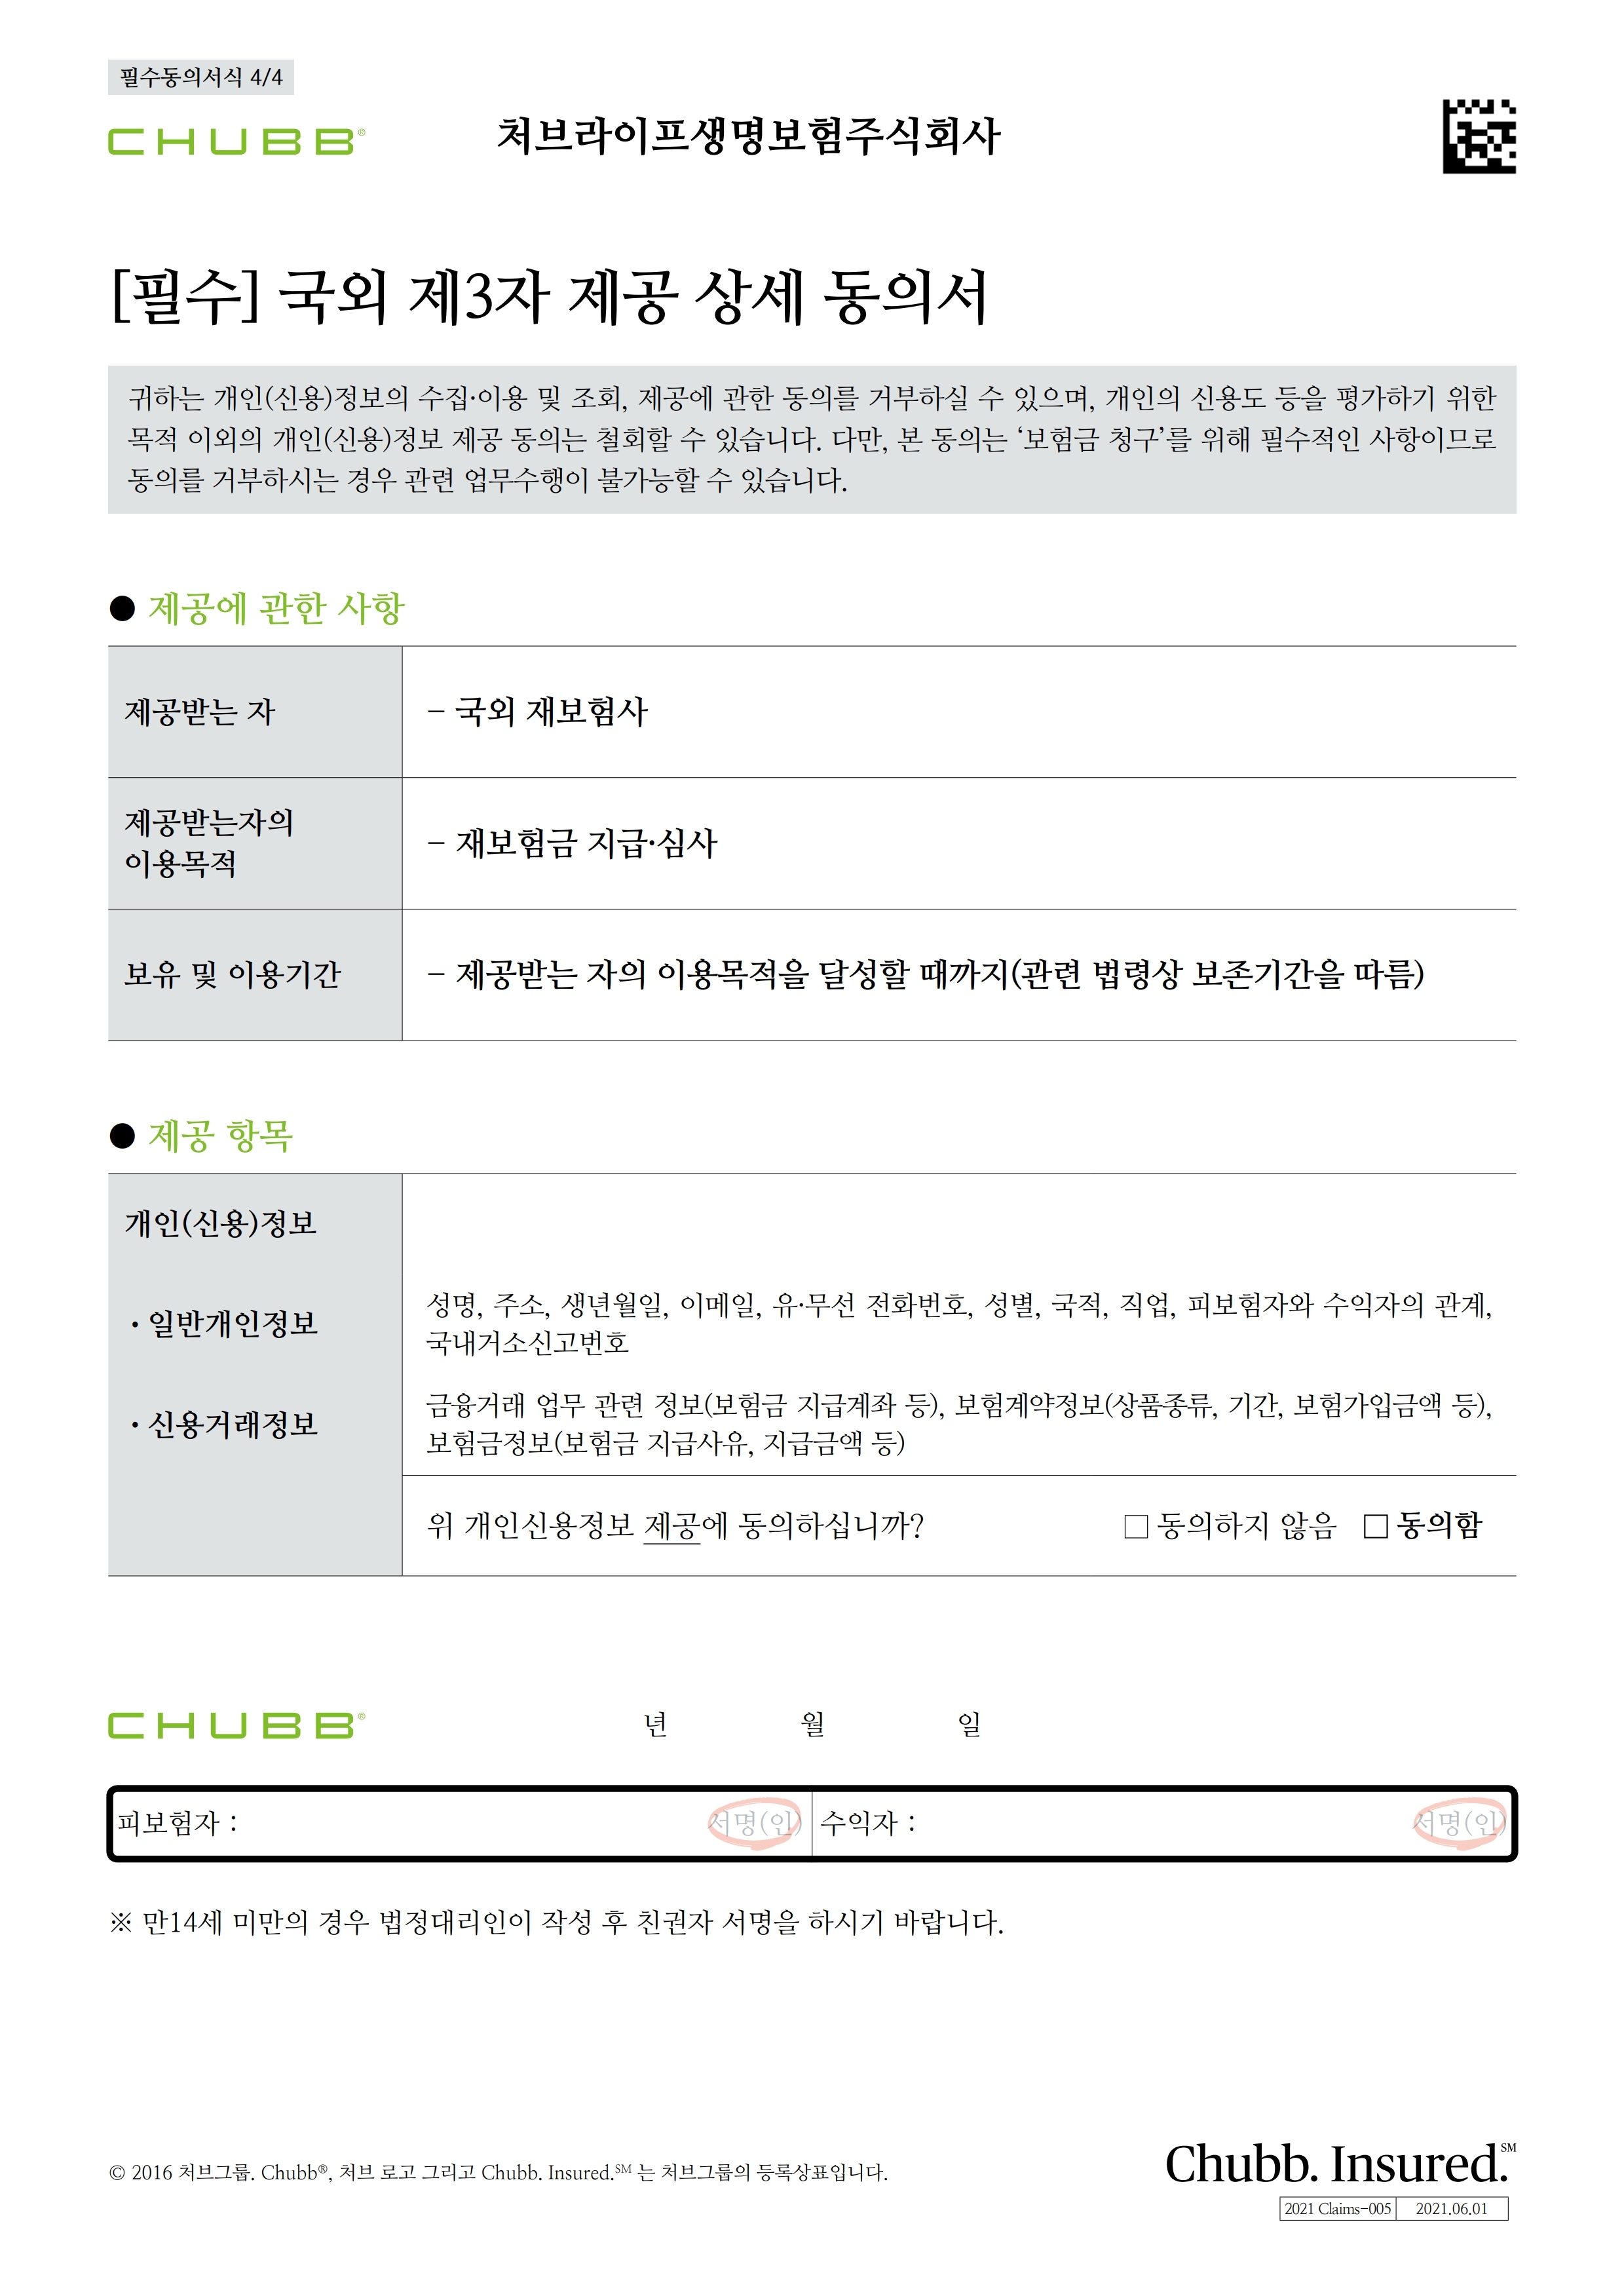 필수동의서식 4/4
CHUBB®
처브라이프생명보험주식회사
[필수] 국외 제3자 제공 상세 동의서
귀하는 개인(신용)정보의 수집·이용 및 조회, 제공에 관한 동의를 거부하실 수 있으며, 개인의 신용도 등을 평가하기 위한
목적 이외의 개인(신용)정보 제공 동의는 철회할 수 있습니다. 다만, 본 동의는 ‘보험금 청구’를 위해 필수적인 사항이므로
동의를 거부하시는 경우 관련 업무수행이 불가능할 수 있습니다.
● 제공에 관한 사항
제공받는 자
– 국외 재보험사
제공받는자의
이용목적
– 재보험금 지급·심사
보유 및 이용기간
– 제공받는 자의 이용목적을 달성할 때까지(관련 법령상 보존기간을 따름)
● 제공 항목
개인(신용)정보
· 일반개인정보
성명, 주소, 생년월일, 이메일, 유·무선 전화번호, 성별, 국적, 직업, 피보험자와 수익자의 관계,
국내거소신고번호
· 신용거래정보
금융거래 업무 관련 정보(보험금 지급계좌 등), 보험계약정보(상품종류, 기간, 보험가입금액 등),
보험금정보(보험금 지급사유, 지급금액 등)
위 개인신용정보 제공에 동의하십니까? □ 동의하지 않음 □ 동의함
CHUBB® 년 월 일
피보험자 : 서명(인) 수익자 : 서명(인)
※ 만14세 미만의 경우 법정대리인이 작성 후 친권자 서명을 하시기 바랍니다.
© 2016 처브그룹. Chubb®, 처브 로고 그리고 Chubb. Insured.℠ 는 처브그룹의 등록상표입니다.
Chubb. Insured.℠
2021 Claims-005 2021.06.01